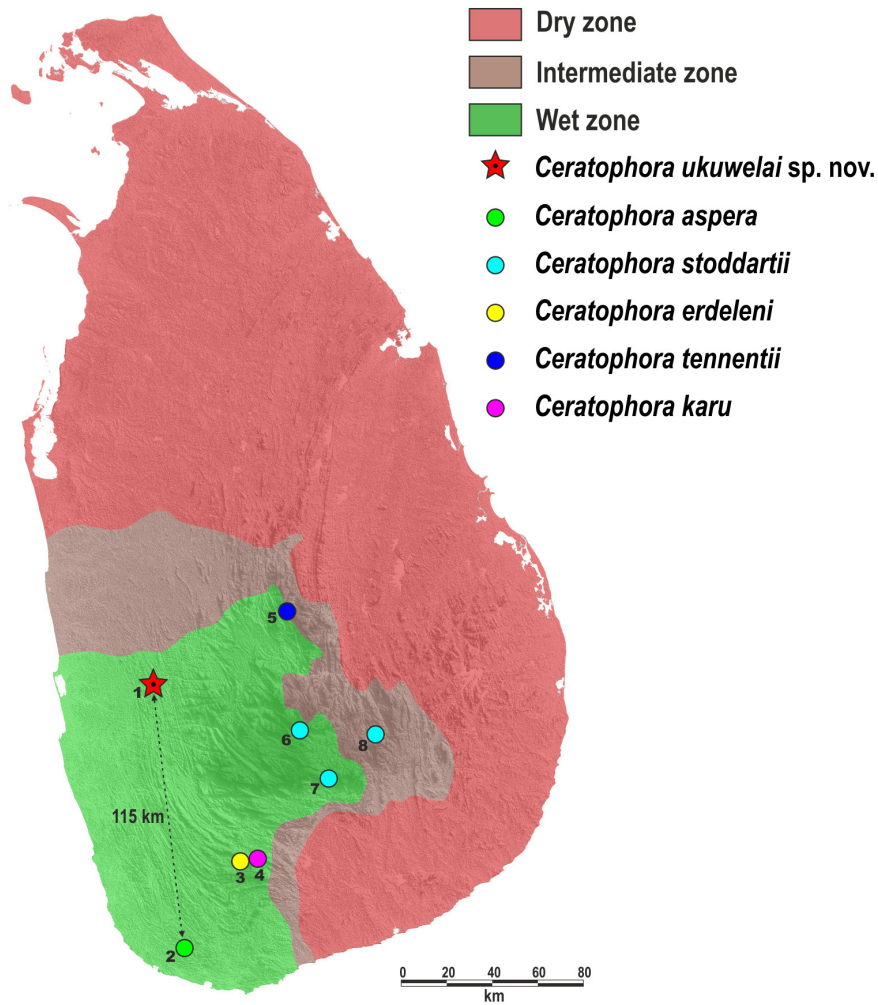 Dry zone
Intermediate zone
Wet zone
Ceratophora ukuwelai sp. nov.
Ceratophora aspera
Ceratophora stoddartii
Ceratophora erdeleni
Ceratophora tennentii
Ceratophora karu
5
1
6
8
7
115 km
3 4
2
0 20 40 60 80
km